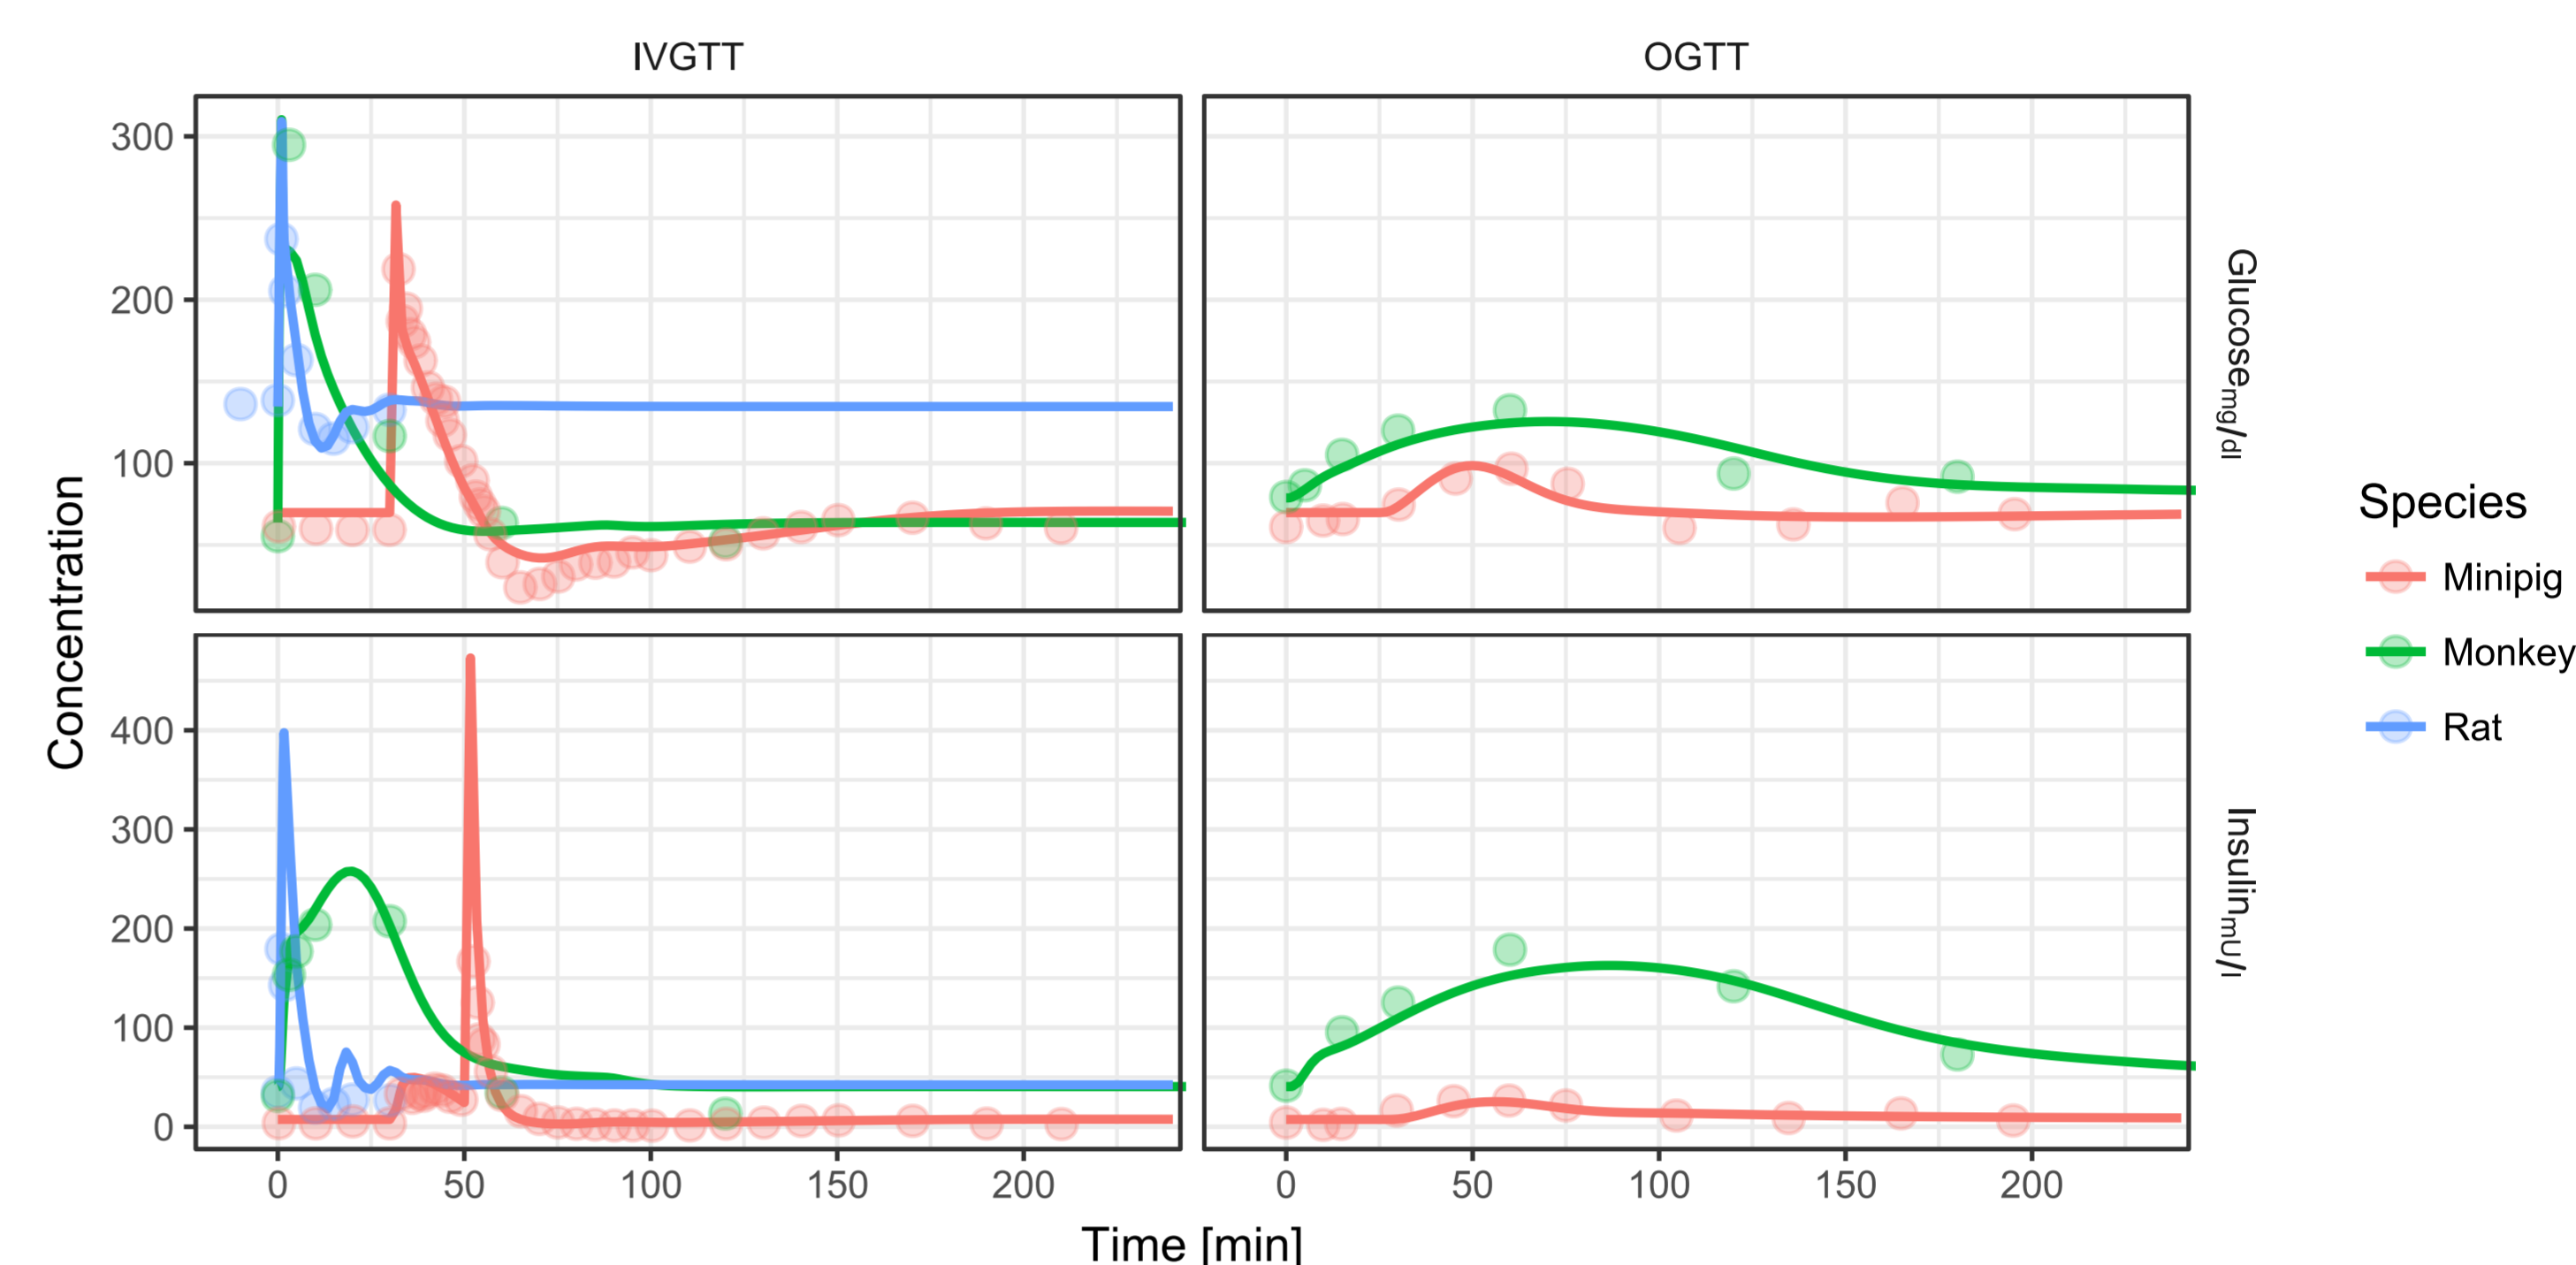 IVGTT
OGTT
300
200
100
Glucose mg/dl
Concentration
400
300
200
100
0
Insulin mU/l
0 50 100 150 200
0 50 100 150 200
Time [min]
Species
Minipig
Monkey
Rat